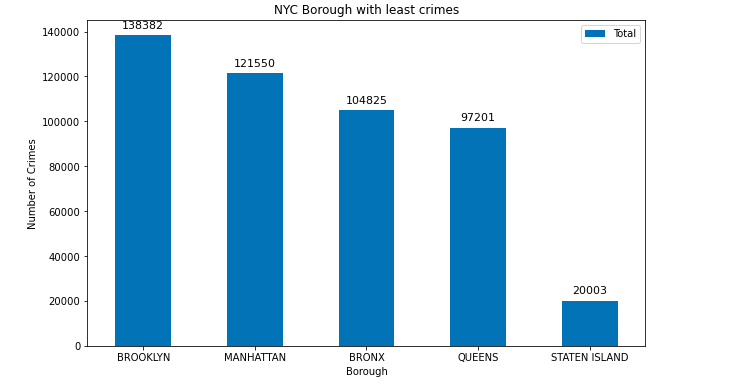 NYC Borough with least crimes
Total
Number of Crimes
140000
120000
100000
80000
60000
40000
20000
0
138382
121550
104825
97201
20003
BROOKLYN
MANHATTAN
BRONX
QUEENS
STATEN ISLAND
Borough